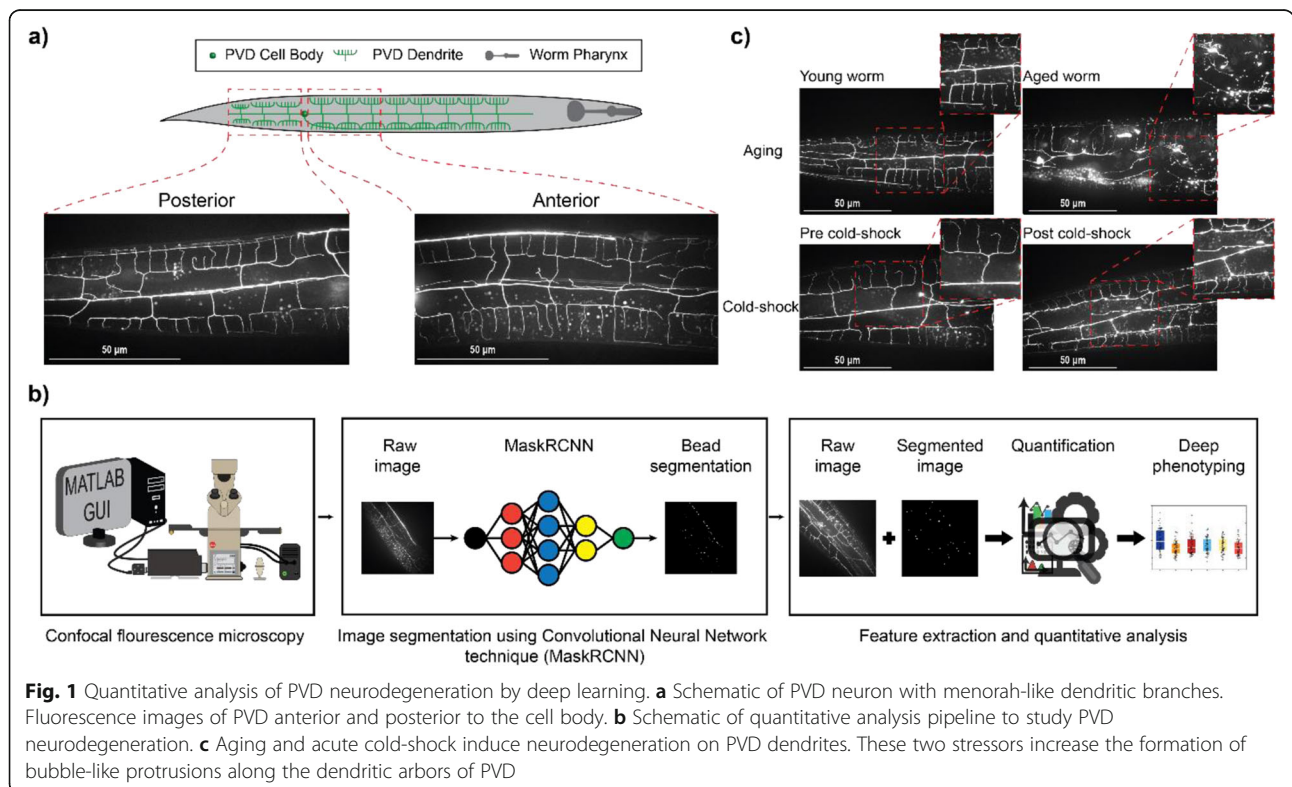 a)
PVD Cell Body PVD Dendrite Worm Pharynx
Posterior
Anterior
50 µm
50 µm
c)
Young worm
Aged worm
Aging
50 µm
50 µm
Pre cold-shock
Post cold-shock
Cold-shock
50 µm
50 µm
b)
MATLAB
GUI
Raw
image
MaskRCNN
Bead
segmentation
Raw
image
Segmented
image
Quantification
Deep
phenotyping
Confocal flourescence microscopy
Image segmentation using Convolutional Neural Network
technique (MaskRCNN)
Feature extraction and quantitative analysis
Fig. 1 Quantitative analysis of PVD neurodegeneration by deep learning. a Schematic of PVD neuron with menorah-like dendritic branches.
Fluorescence images of PVD anterior and posterior to the cell body. b Schematic of quantitative analysis pipeline to study PVD
neurodegeneration. c Aging and acute cold-shock induce neurodegeneration on PVD dendrites. These two stressors increase the formation of
bubble-like protrusions along the dendritic arbors of PVD